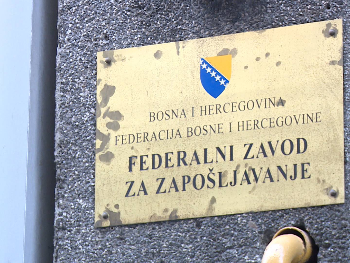 BOSNA I HERCEGOVINA
FEDERACIJA BOSNE I HERCEGOVINE
FEDERALNI ZAVOD
ZA ZAPOŠLJAVANJE